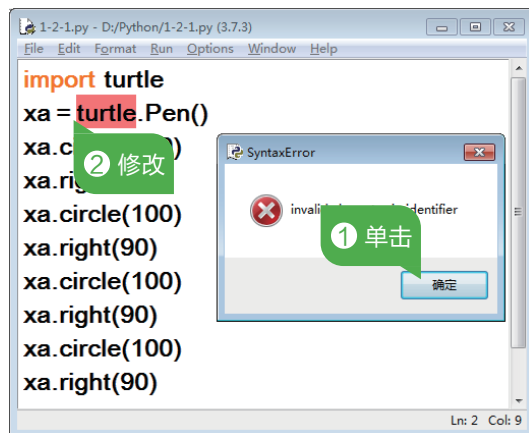 1-2-1.py - D:/Python/1-2-1.py (3.7.3)
File Edit Format Run Options Window Help
import turtle
xa = turtle.Pen()
xa.c )
② 修改
xa.rig
SyntaxError
invalid identifier
① 单击
确定
xa.circle(100)
xa.right(90)
xa.circle(100)
xa.right(90)
xa.circle(100)
xa.right(90)
Ln: 2 Col: 9